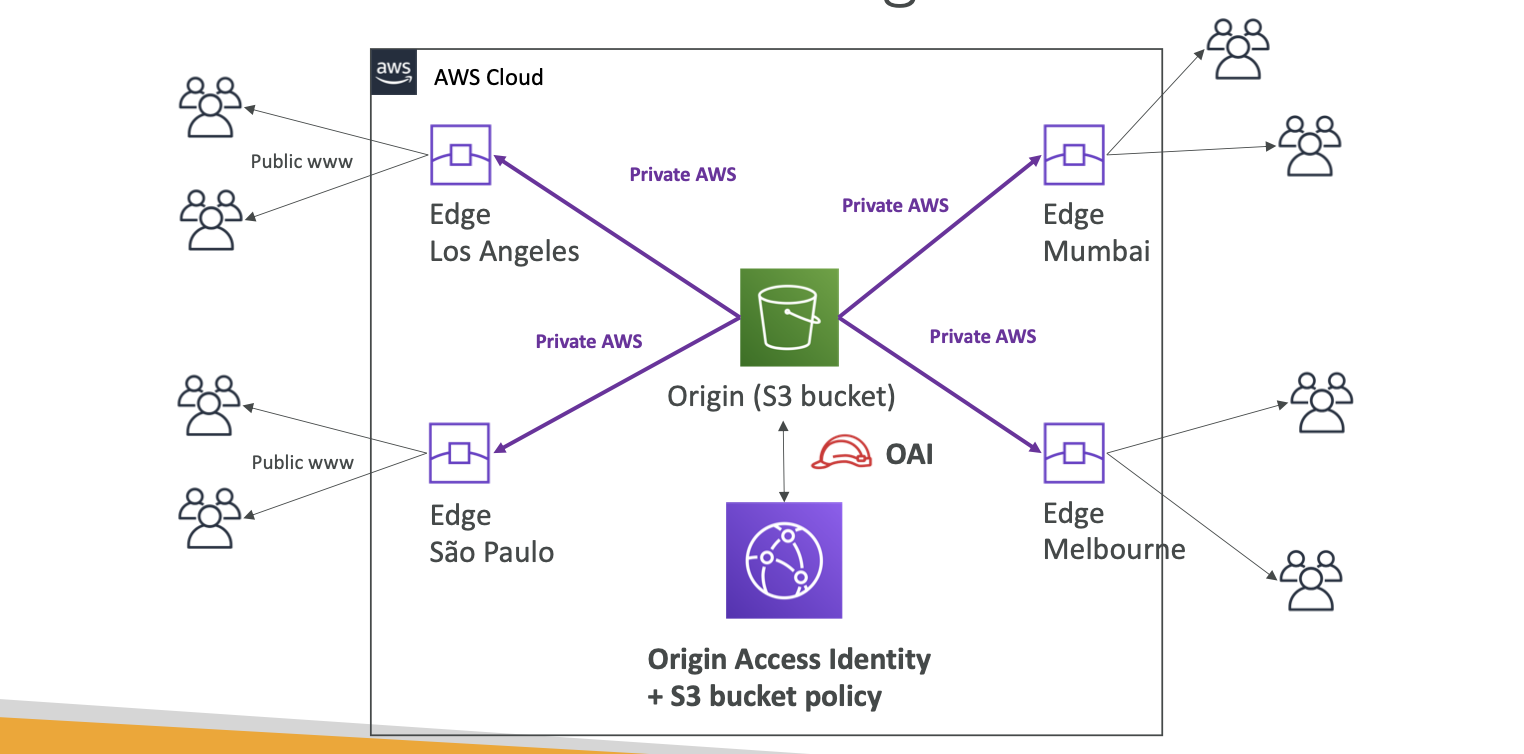 aws
AWS Cloud
Public www
Edge
Los Angeles
Private AWS
Private AWS
Edge
Mumbai
Private AWS
Private AWS
Origin (S3 bucket)
OAI
Public www
Edge
São Paulo
Edge
Melbourne
Origin Access Identity
+ S3 bucket policy